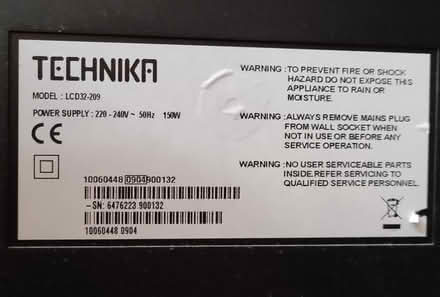 TECHNIKA
MODEL : LCD32-209
POWER SUPPLY : 220 - 240V ~ 50Hz 150W
CE
10060448 0904 900132
-SN: 6476223 900132
10060448 0904
WARNING : TO PREVENT FIRE OR SHOCK
HAZARD DO NOT EXPOSE THIS
APPLIANCE TO RAIN OR
MOISTURE.
WARNING : ALWAYS REMOVE MAINS PLUG
FROM WALL SOCKET WHEN
NOT IN USE OR BEFORE ANY
SERVICE OPERATION.
WARNING : NO USER SERVICEABLE PARTS
INSIDE.REFER SERVICING TO
QUALIFIED SERVICE PERSONNEL.